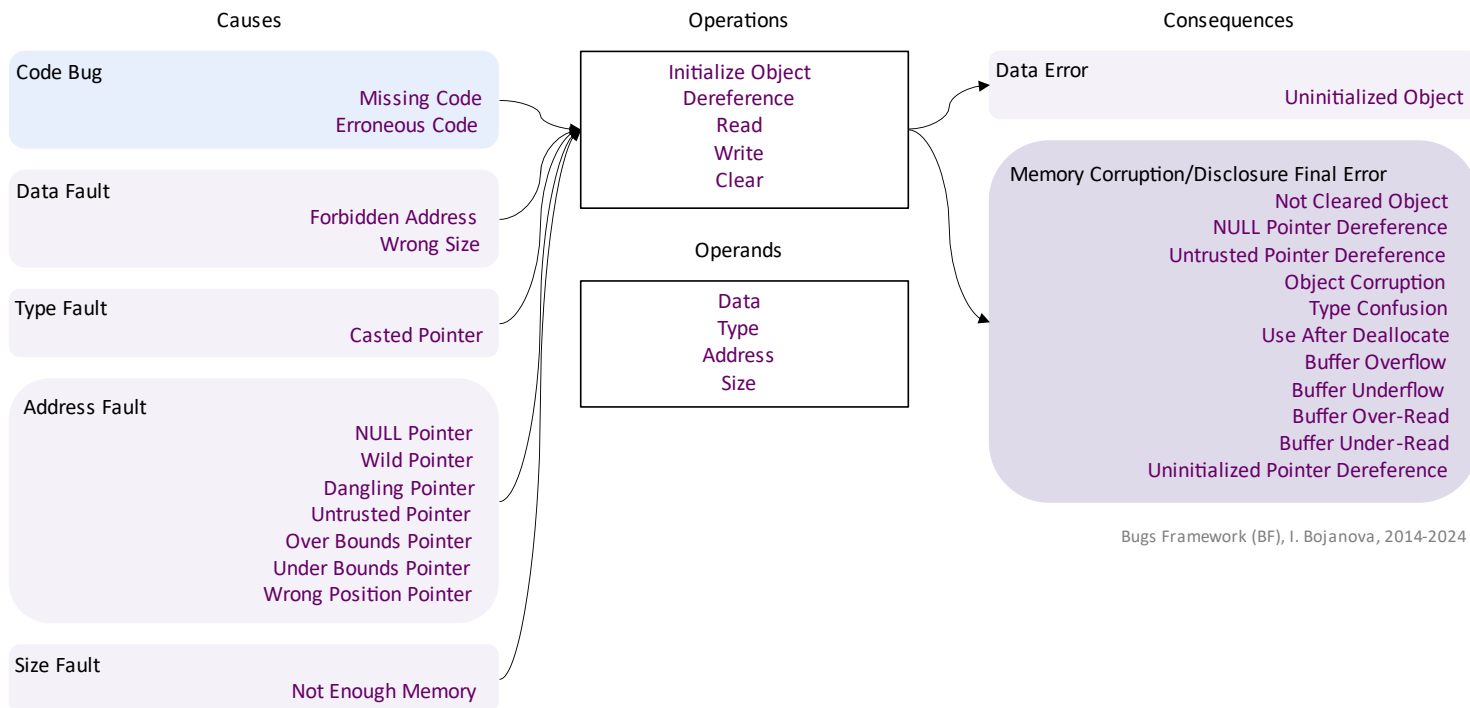 Causes
Code Bug
Missing Code
Erroneous Code
Data Fault
Forbidden Address
Wrong Size
Type Fault
Casted Pointer
Address Fault
NULL Pointer
Wild Pointer
Dangling Pointer
Untrusted Pointer
Over Bounds Pointer
Under Bounds Pointer
Wrong Position Pointer
Size Fault
Not Enough Memory
Operations
Initialize Object
Dereference
Read
Write
Clear
Operands
Data
Type
Address
Size
Consequences
Data Error
Uninitialized Object
Memory Corruption/Disclosure Final Error
Not Cleared Object
NULL Pointer Dereference
Untrusted Pointer Dereference
Object Corruption
Type Confusion
Use After Deallocate
Buffer Overflow
Buffer Underflow
Buffer Over-Read
Buffer Under-Read
Uninitialized Pointer Dereference
Bugs Framework (BF), I. Bojanova, 2014-2024